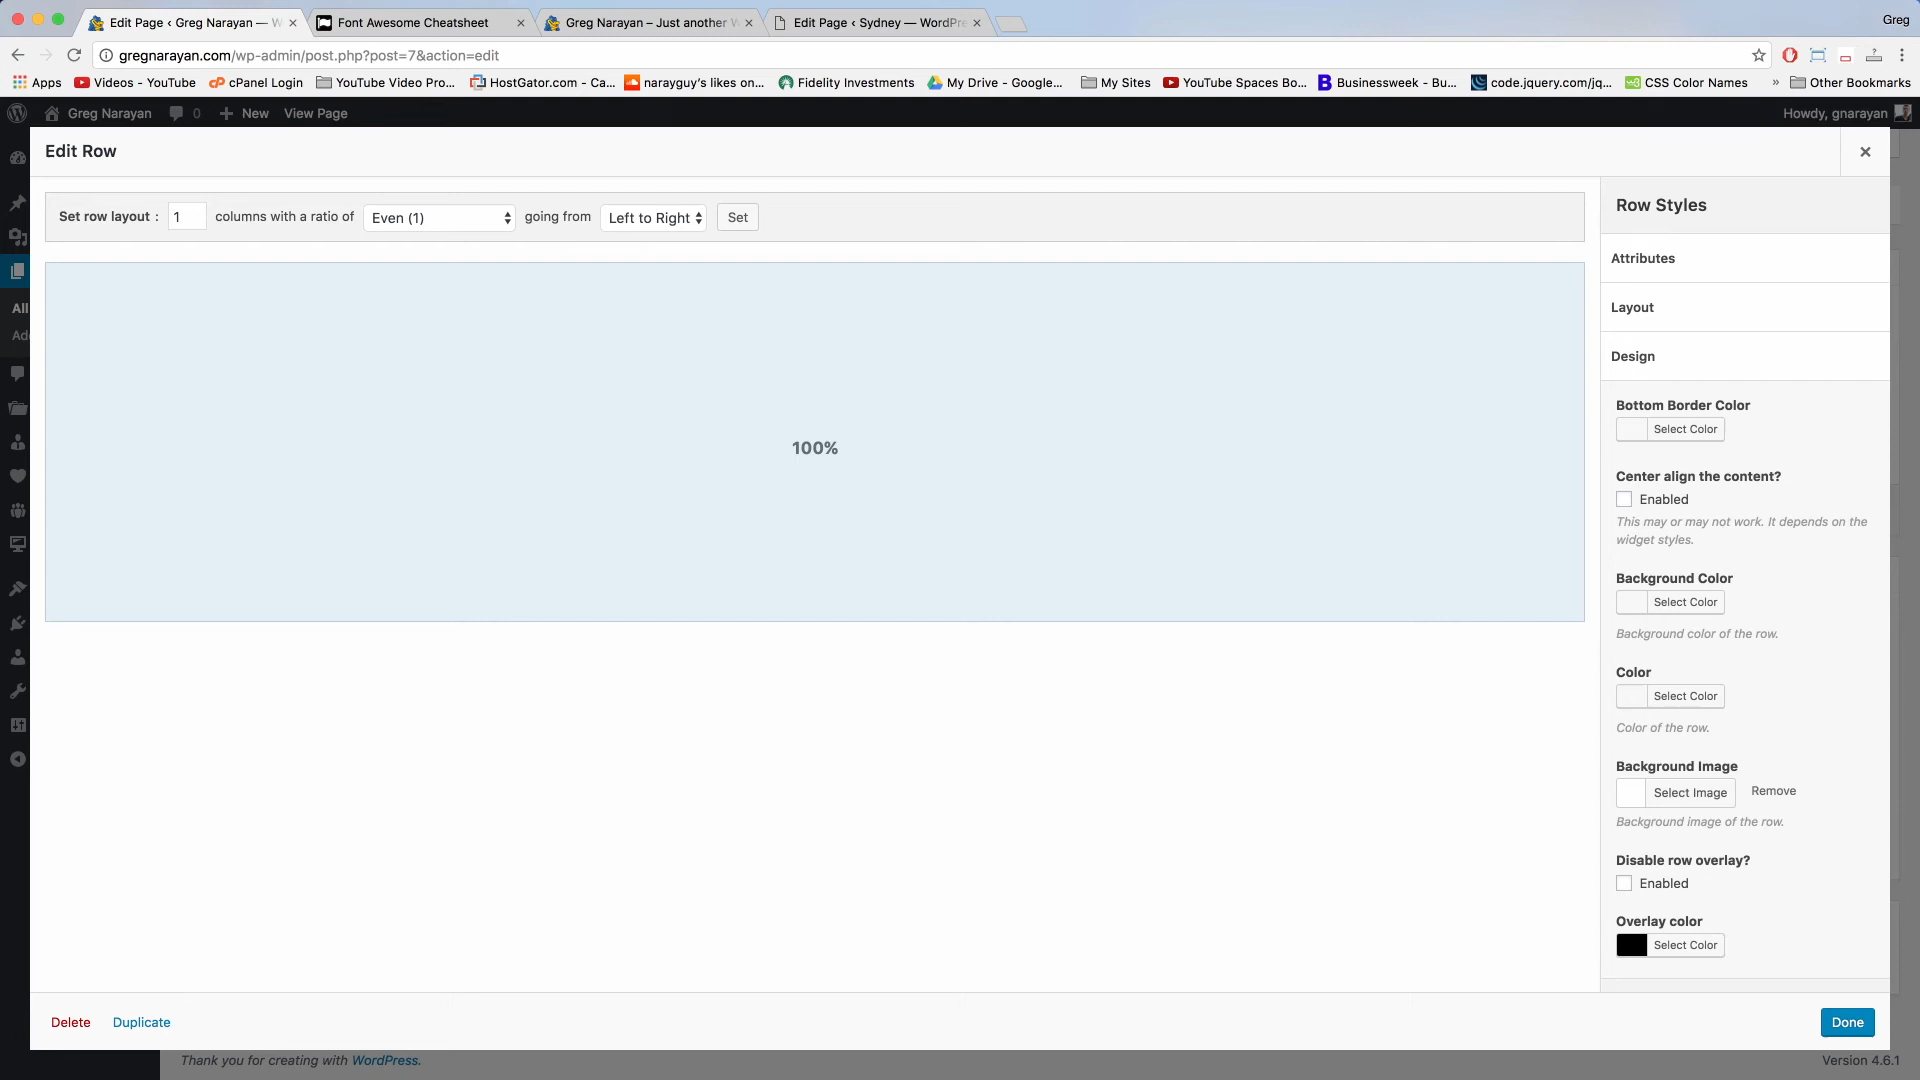 Edit Page ‹ Greg Narayan — W
Font Awesome Cheatsheet
Greg Narayan – Just another W
Edit Page ‹ Sydney — WordPre
Greg
gregnarayan.com/wp-admin/post.php?post=7&action=edit
Apps
Videos - YouTube
cPanel Login
YouTube Video Pro...
HostGator.com - Ca...
narayguy's likes on...
Fidelity Investments
My Drive - Google...
My Sites
YouTube Spaces Bo...
Businessweek - Bu...
code.jquery.com/jq...
CSS Color Names
»
Other Bookmarks
Greg Narayan
0
New
View Page
Howdy, gnarayan
Edit Row
All
Add
Set row layout : 1 columns with a ratio of Even (1) going from Left to Right Set
100%
Row Styles
Attributes
Layout
Design
Bottom Border Color
Select Color
Center align the content?
Enabled
This may or may not work. It depends on the
widget styles.
Background Color
Select Color
Background color of the row.
Color
Select Color
Color of the row.
Background Image
Select Image Remove
Background image of the row.
Disable row overlay?
Enabled
Overlay color
Select Color
Delete
Duplicate
Done
Thank you for creating with WordPress.
Version 4.6.1